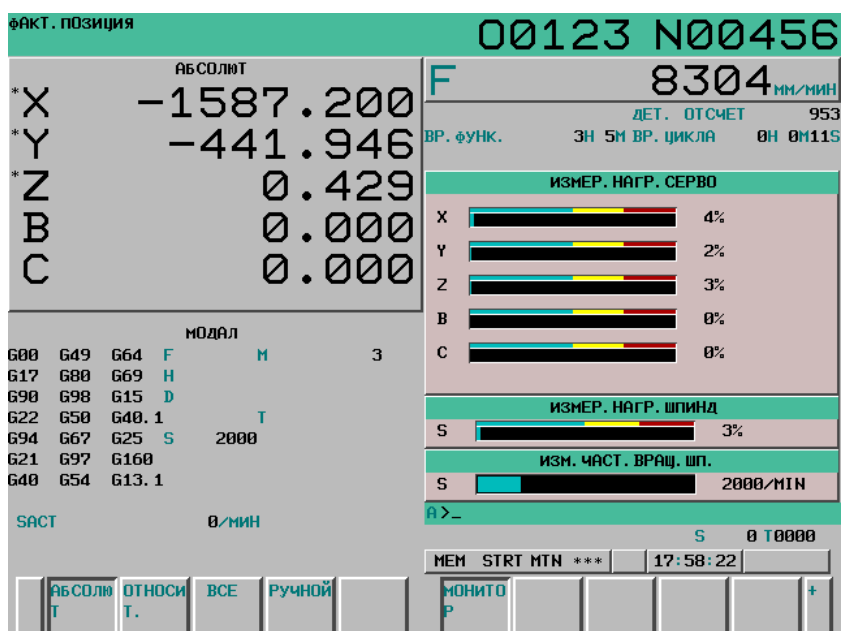 ФАКТ.ПОЗИЦИЯ
O0123 N00456
АБСОЛЮТ
*X -1587.200
*Y -441.946
*Z 0.429
B 0.000
C 0.000
F 8304 ММ/МИН
ДЕТ. ОТСЧЕТ 953
ВР.ФУНК. 3H 5M ВР.ЦИКЛА 0H 0M11S
ИЗМЕР.НАГР.СЕРВО
X 4%
Y 2%
Z 3%
B 0%
C 0%
МОДАЛ
G00 G49 G64 F M 3
G17 G80 G69 H
G90 G98 G15 D
G22 G50 G40.1 T
G94 G67 G25 S 2000
G21 G97 G160
G40 G54 G13.1
SACT 0/МИН
ИЗМЕР.НАГР.ШПИНД
S 3%
ИЗМ.ЧАСТ.ВРАЩ.ШП.
S 2000/MIN
A>_
S 0 T0000
MEM STRT MTN *** 17:58:22
АБСОЛЮ
Т
ОТНОСИ
Т.
ВСЕ
РУЧНОЙ
МОНИТО
Р
+